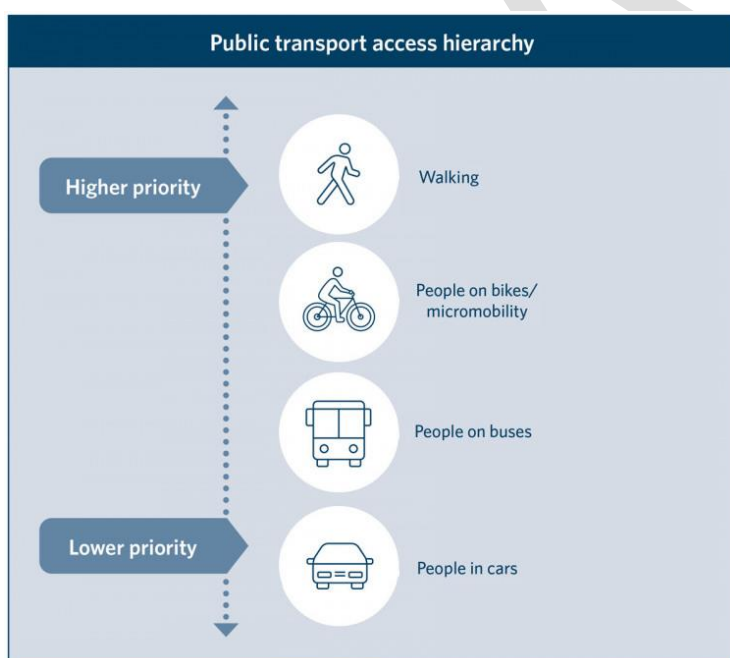 Public transport access hierarchy
Higher priority
Walking
People on bikes/
micromobility
People on buses
Lower priority
People in cars